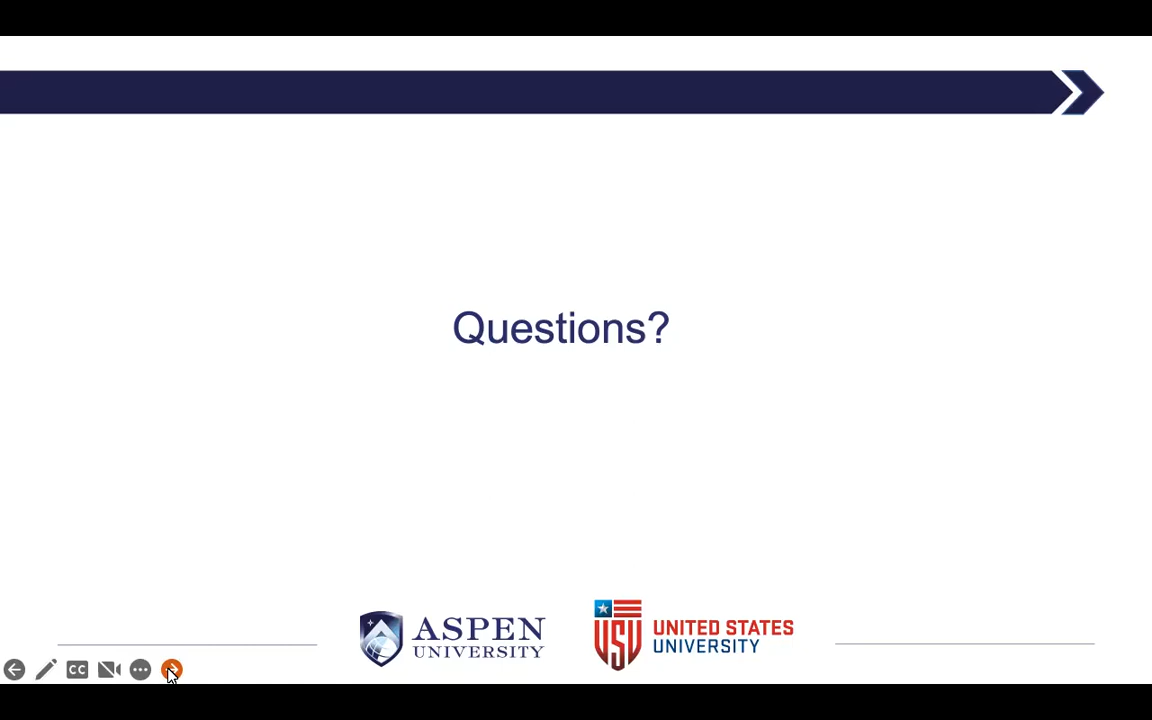 Questions?
ASPEN
UNIVERSITY
USU
UNITED STATES
UNIVERSITY
CC